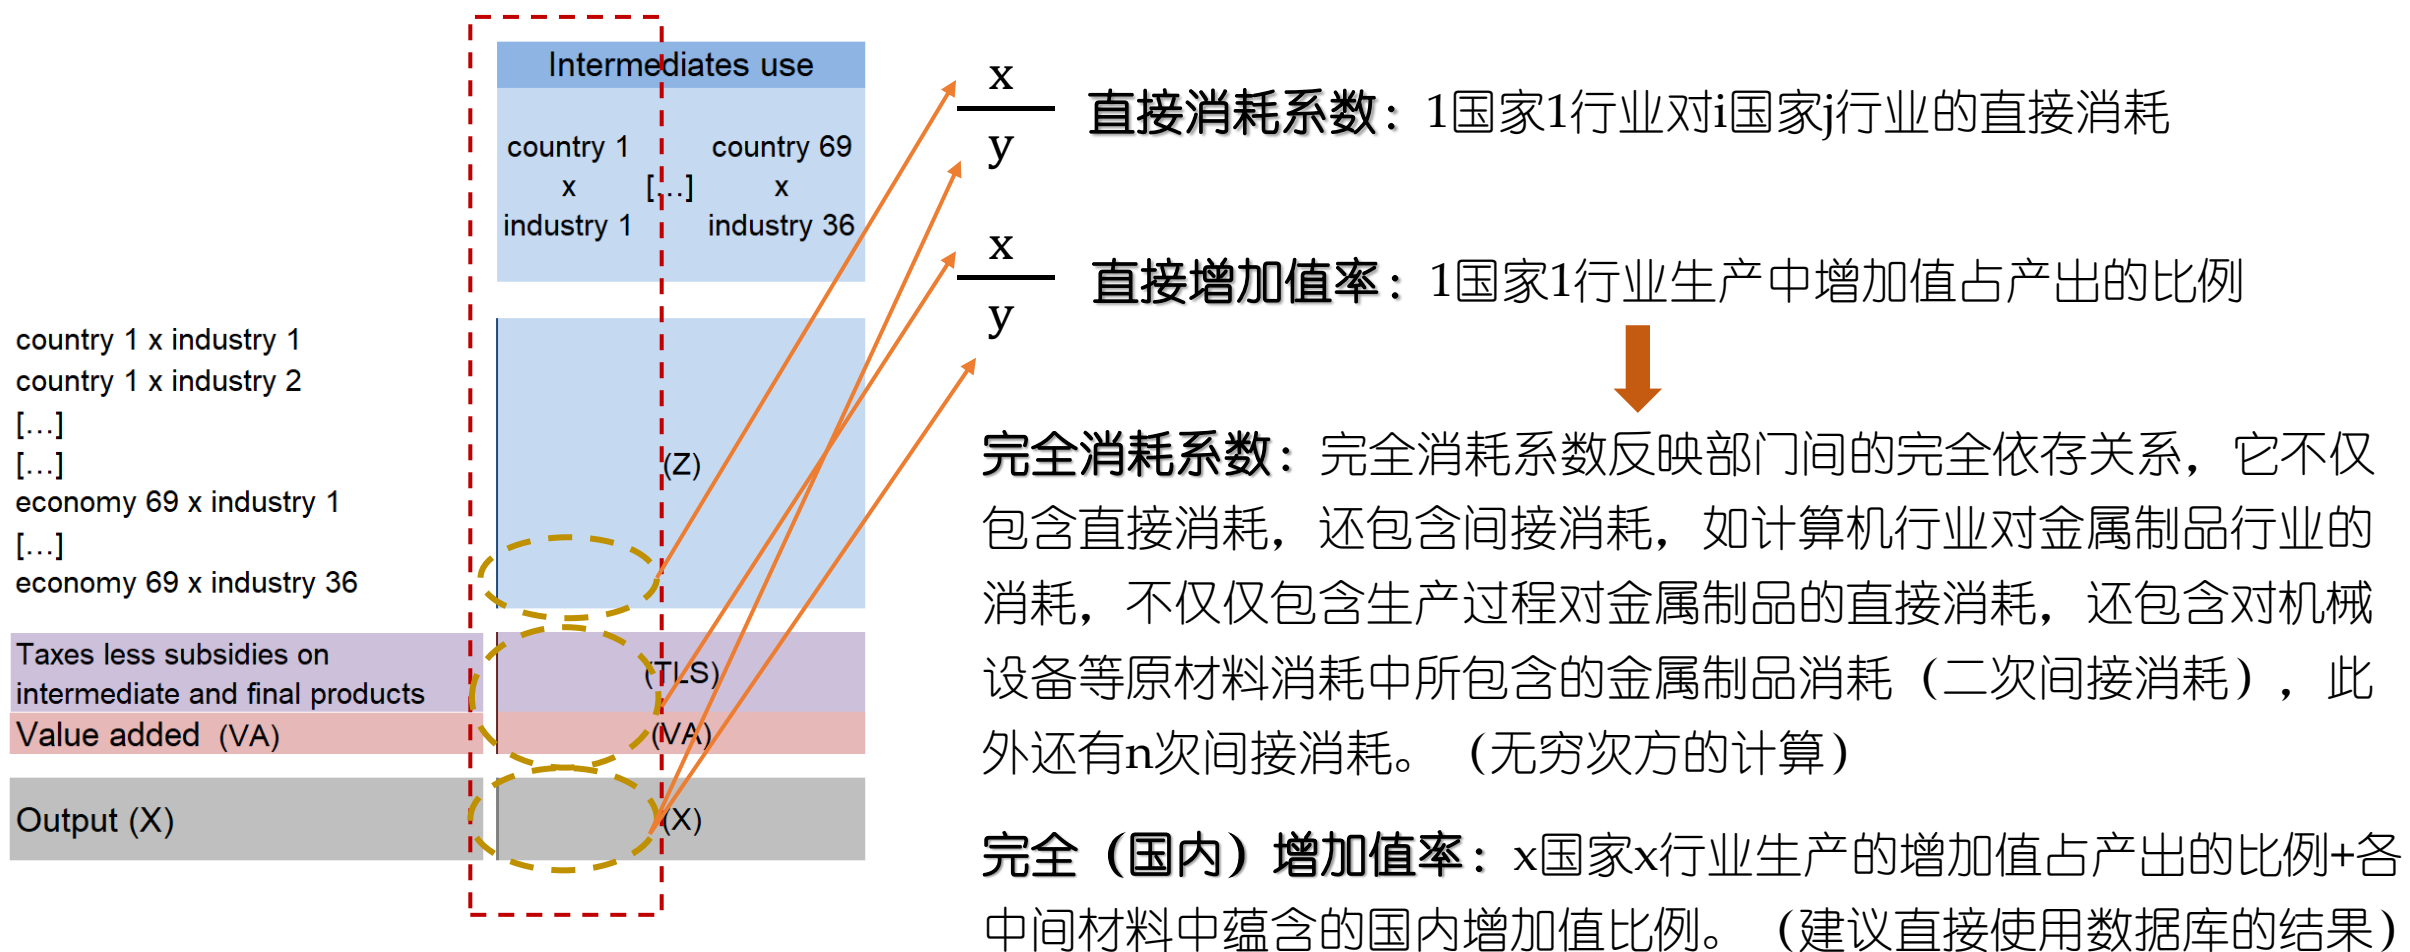 Intermediates use
country 1 [...] country 69
x x
industry 1 industry 36
country 1 x industry 1
country 1 x industry 2
[...]
[...]
economy 69 x industry 1
[...]
economy 69 x industry 36
(Z)
Taxes less subsidies on
intermediate and final products
(TLS)
Value added (VA)
(VA)
Output (X)
(X)
x
y
直接消耗系数：1国家1行业对i国家j行业的直接消耗
x
y
直接增加值率：1国家1行业生产中增加值占产出的比例
完全消耗系数：完全消耗系数反映部门间的完全依存关系，它不仅
包含直接消耗，还包含间接消耗，如计算机行业对金属制品行业的
消耗，不仅仅包含生产过程对金属制品的直接消耗，还包含对机械
设备等原材料消耗中所包含的金属制品消耗（二次间接消耗），此
外还有n次间接消耗。（无穷次方的计算）
完全（国内）增加值率：x国家x行业生产的增加值占产出的比例+各
中间材料中蕴含的国内增加值比例。（建议直接使用数据库的结果）